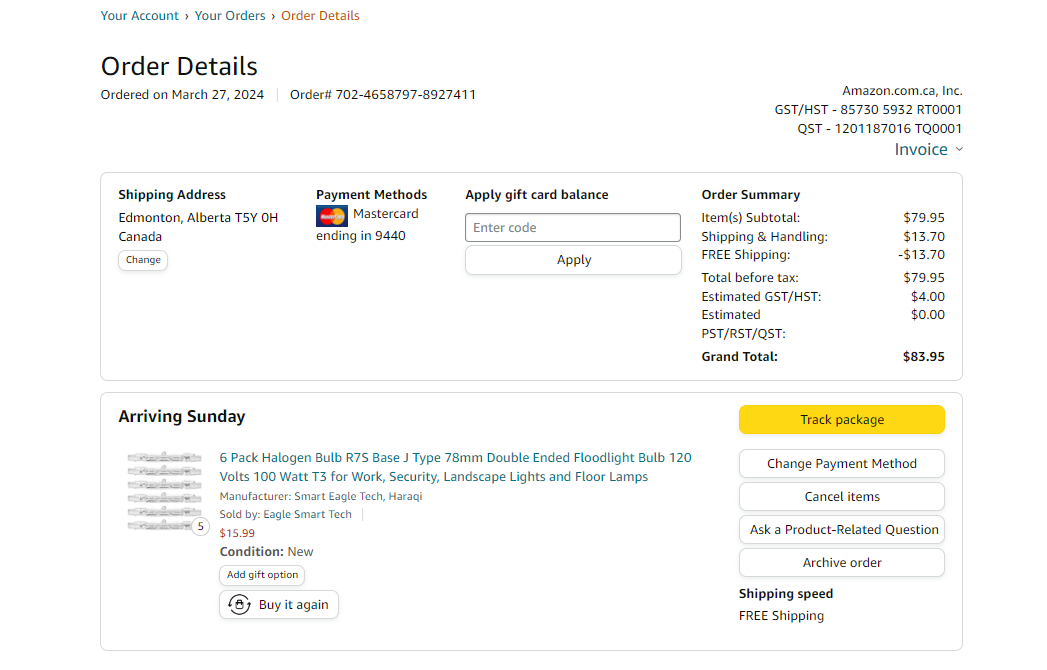 Your Account › Your Orders › Order Details
Order Details
Ordered on March 27, 2024 Order# 702-4658797-8927411
Amazon.com.ca, Inc.
GST/HST - 85730 5932 RT0001
QST - 1201187016 TQ0001
Invoice
Shipping Address
Edmonton, Alberta T5Y 0H
Canada
Change
Payment Methods
MasterCard Mastercard
ending in 9440
Apply gift card balance
Enter code
Apply
Order Summary
Item(s) Subtotal: $79.95
Shipping & Handling: $13.70
FREE Shipping: -$13.70
Total before tax: $79.95
Estimated GST/HST: $4.00
Estimated $0.00
PST/RST/QST:
Grand Total: $83.95
Arriving Sunday
5
6 Pack Halogen Bulb R7S Base J Type 78mm Double Ended Floodlight Bulb 120
Volts 100 Watt T3 for Work, Security, Landscape Lights and Floor Lamps
Manufacturer: Smart Eagle Tech, Haraqi
Sold by: Eagle Smart Tech
$15.99
Condition: New
Add gift option
Buy it again
Track package
Change Payment Method
Cancel items
Ask a Product-Related Question
Archive order
Shipping speed
FREE Shipping